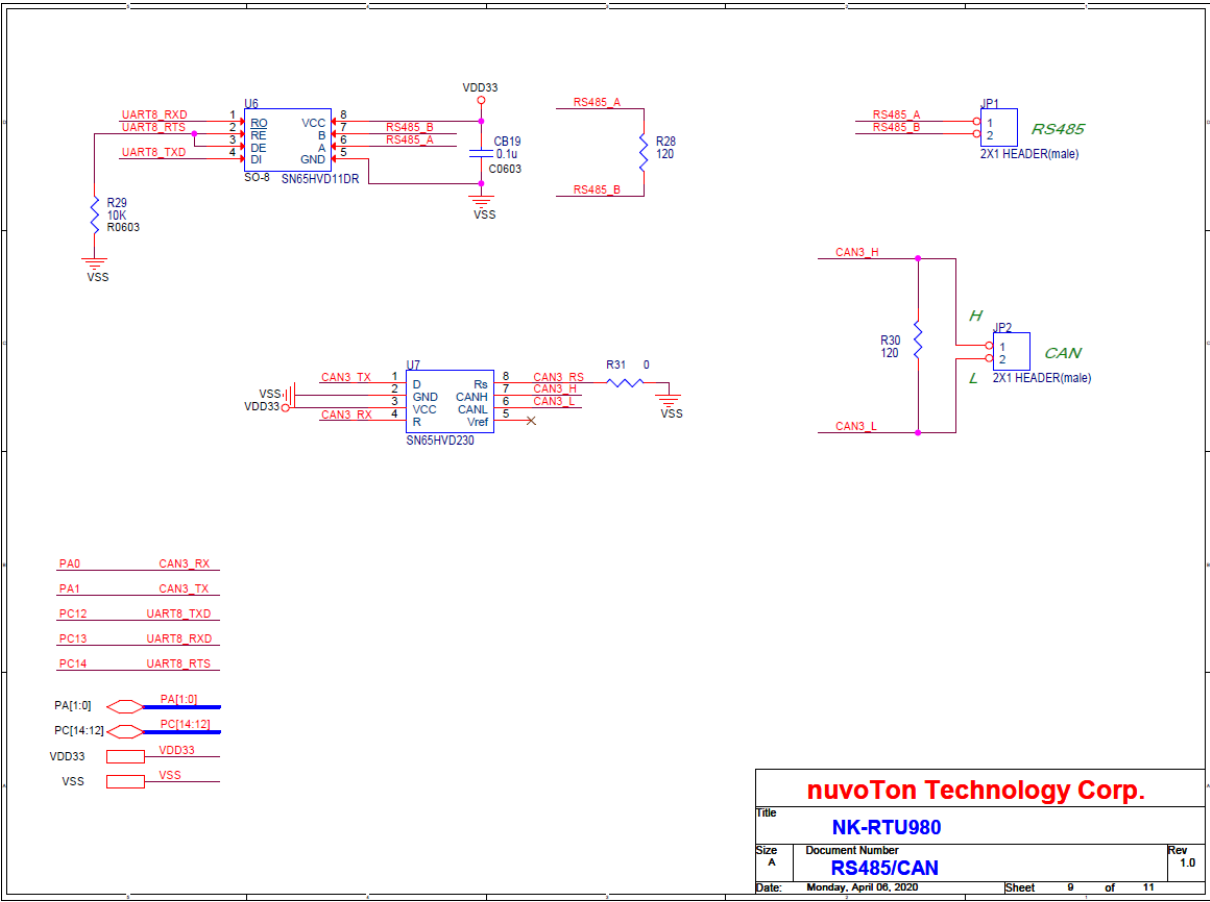 VDD33
U6
UART8_RXD 1 RO VCC 8
UART8_RTS 2 RE B 7 RS485_B
3 DE A 6 RS485_A
UART8_TXD 4 DI GND 5
SO-8 SN65HVD11DR
CB19
0.1u
C0603
VSS
R29
10K
R0603
VSS
RS485_A
R28
120
RS485_B
JP1
RS485_A 1
RS485_B 2
RS485
2X1 HEADER(male)
CAN3_H
R30
120
H
JP2
1
2
CAN
L
2X1 HEADER(male)
CAN3_L
U7
CAN3_TX 1 D Rs 8 CAN3_RS
VSS 2 GND CANH 7 CAN3_H
VDD33 3 VCC CANL 6 CAN3_L
CAN3_RX 4 R Vref 5
SN65HVD230
R31 0
VSS
PA0 CAN3_RX
PA1 CAN3_TX
PC12 UART8_TXD
PC13 UART8_RXD
PC14 UART8_RTS
PA[1:0] PA[1:0]
PC[14:12] PC[14:12]
VDD33 VDD33
VSS VSS
nuvoTon Technology Corp.
Title
NK-RTU980
Size
A
Document Number
RS485/CAN
Rev
1.0
Date: Monday, April 06, 2020 Sheet 9 of 11